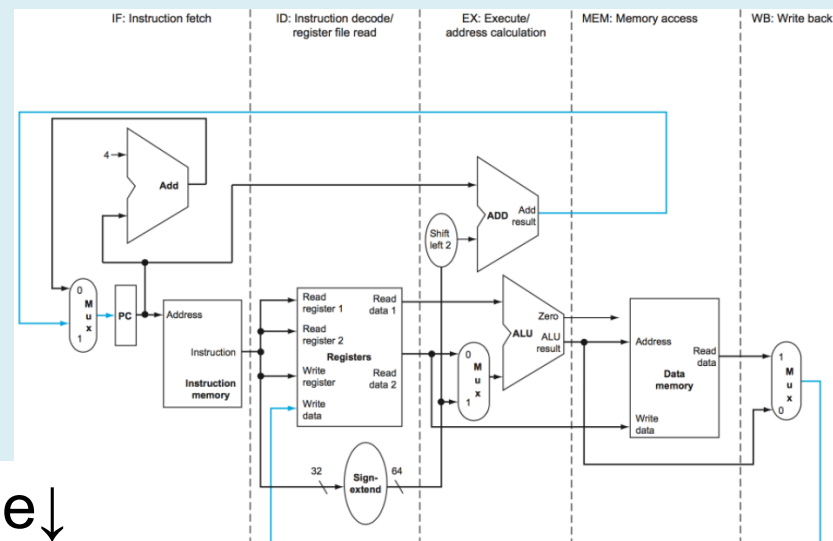 IF: Instruction fetch
ID: Instruction decode/
register file read
EX: Execute/
address calculation
MEM: Memory access
WB: Write back
4
Add
ADD
Add
result
Shift
left 2
0
M
u
x
1
PC
Address
Instruction
Instruction
memory
Read
register 1
Read
data 1
Read
register 2
Registers
Write
register
Read
data 2
Write
data
0
M
u
x
1
Zero
ALU
ALU
result
Address
Read
data
Data
memory
Write
data
1
M
u
x
0
32
Sign-
extend
64
e↓